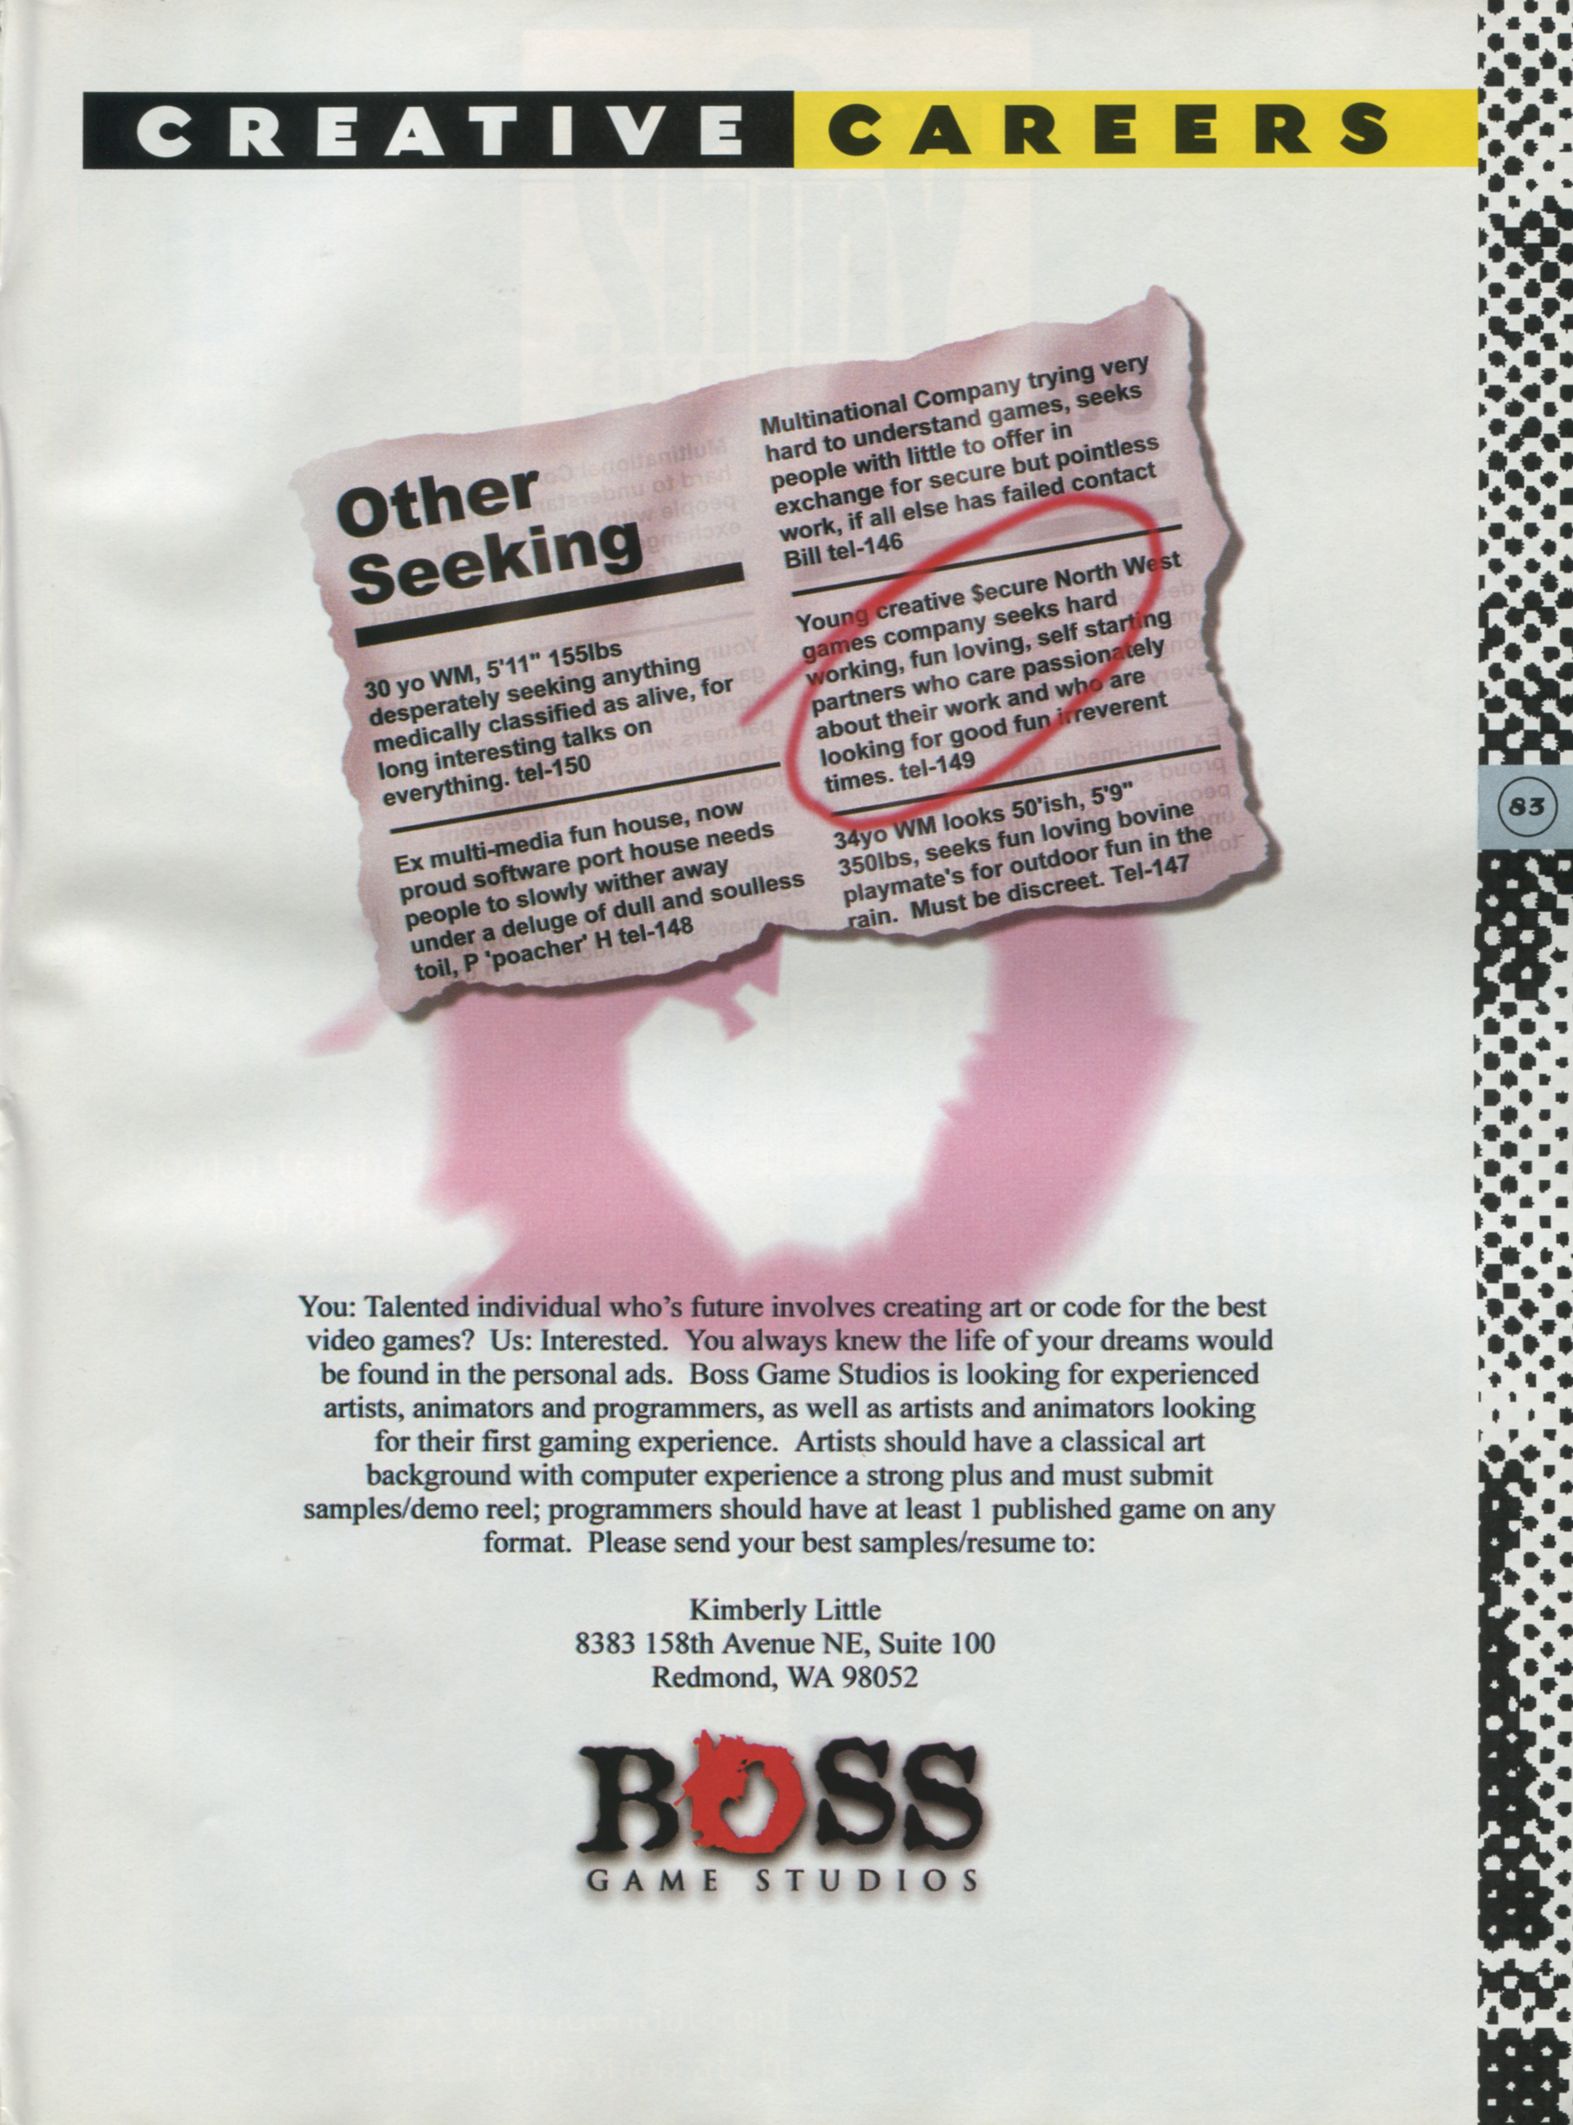 CREATIVE CAREERS
Other
Seeking
30 yo WM, 5'11" 155lbs
desperately seeking anything
medically classified as alive, for
long interesting talks on
everything. tel-150
Ex multi-media fun house, now
proud software port house needs
people to slowly wither away
under a deluge of dull and soulless
toil, P 'poacher' H tel-148
Multinational Company trying very
hard to understand games, seeks
people with little to offer in
exchange for secure but pointless
work, if all else has failed contact
Bill tel-146
Young creative $ecure North West
games company seeks hard
working, fun loving, self starting
partners who care passionately
about their work and who are
looking for good fun irreverent
times. tel-149
34yo WM looks 50'ish, 5'9"
350lbs, seeks fun loving bovine
playmate's for outdoor fun in the
rain. Must be discreet. Tel-147
83
You: Talented individual who's future involves creating art or code for the best
video games? Us: Interested. You always knew the life of your dreams would
be found in the personal ads. Boss Game Studios is looking for experienced
artists, animators and programmers, as well as artists and animators looking
for their first gaming experience. Artists should have a classical art
background with computer experience a strong plus and must submit
samples/demo reel; programmers should have at least 1 published game on any
format. Please send your best samples/resume to:
Kimberly Little
8383 158th Avenue NE, Suite 100
Redmond, WA 98052
BOSS
GAME STUDIOS